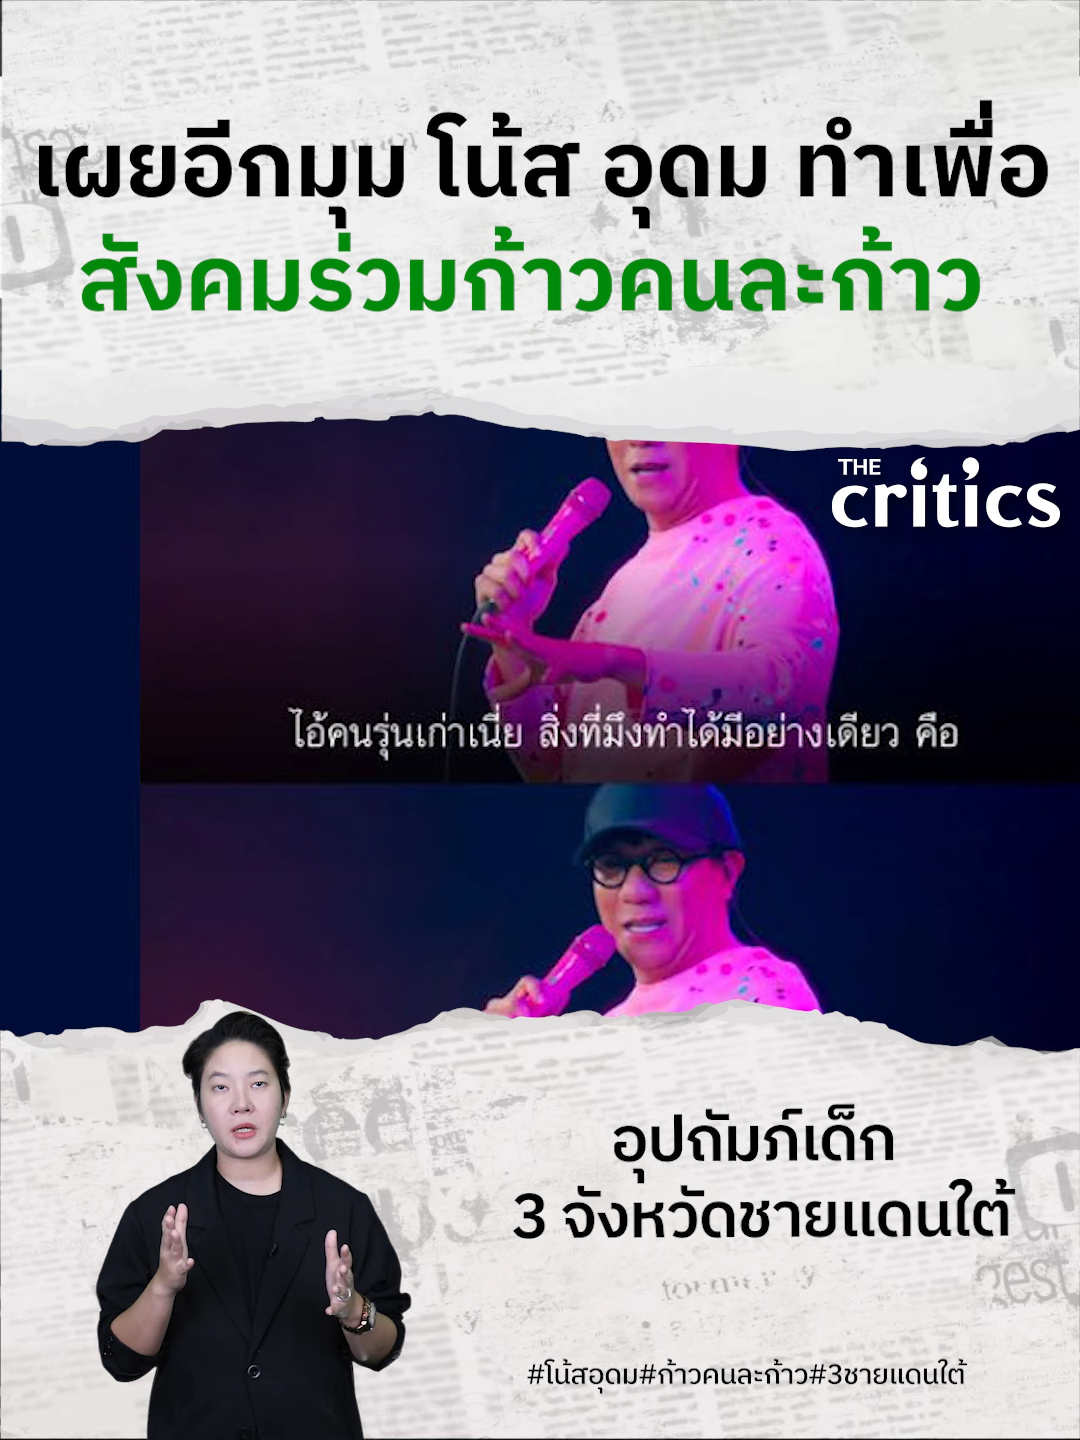 เผยอีกมุม โน้ส อุดม ทำเพื่อ
สังคมร่วมก้าวคนละก้าว
THE
critics
ไอ้คนรุ่นเก่าเนี่ย สิ่งที่มึงทำได้มีอย่างเดียว คือ
อุปถัมภ์เด็ก
3 จังหวัดชายแดนใต้
#โน้สอุดม#ก้าวคนละก้าว#3ชายแดนใต้